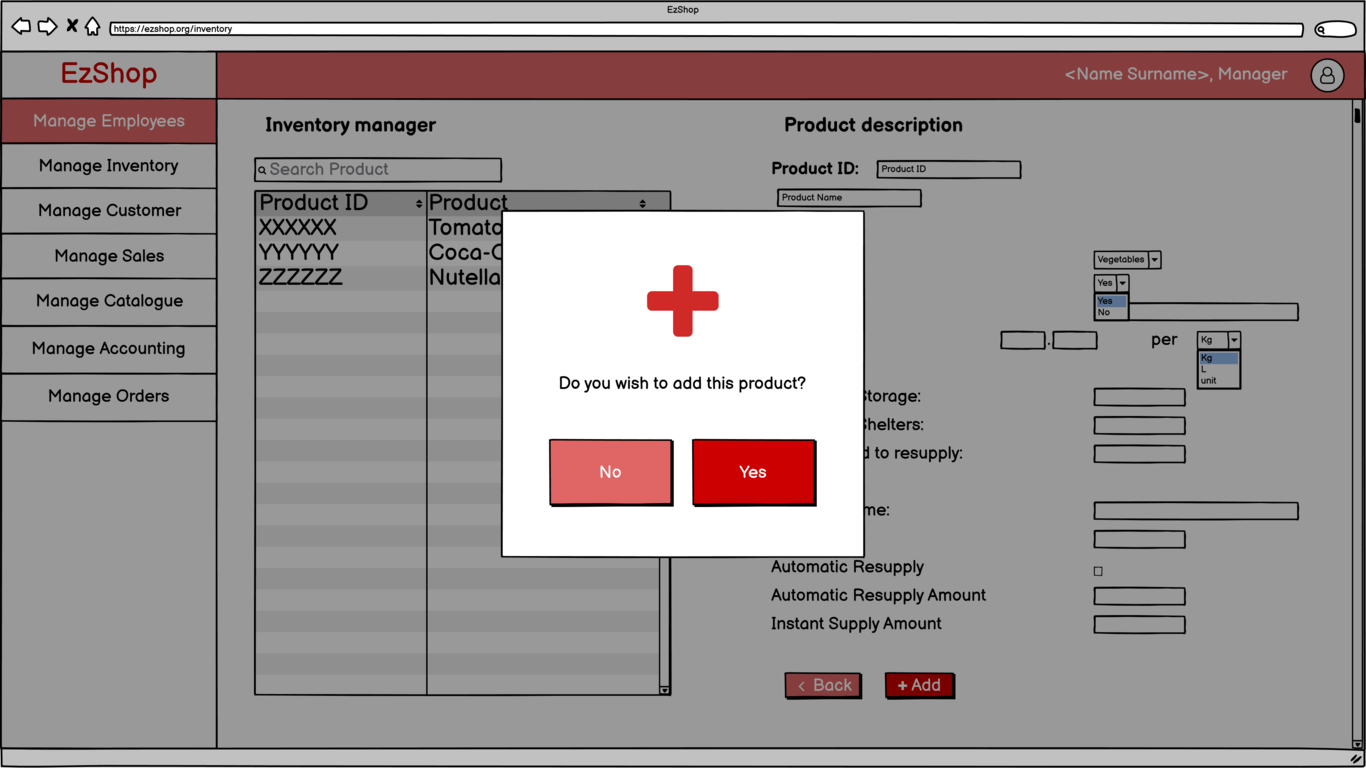 EzShop
https://ezshop.org/inventory
EzShop
<Name Surname>, Manager
Manage Employees
Manage Inventory
Manage Customer
Manage Sales
Manage Catalogue
Manage Accounting
Manage Orders
Inventory manager
Search Product
Product ID Product
XXXXXX Tomato
YYYYYY Coca-C
ZZZZZZ Nutella
Product description
Product ID: Product ID
Product Name
Vegetables
Yes
Yes
No
. per Kg
Kg
L
unit
Storage:
Shelters:
d to resupply:
me:
Automatic Resupply
Automatic Resupply Amount
Instant Supply Amount
< Back + Add
Do you wish to add this product?
No Yes